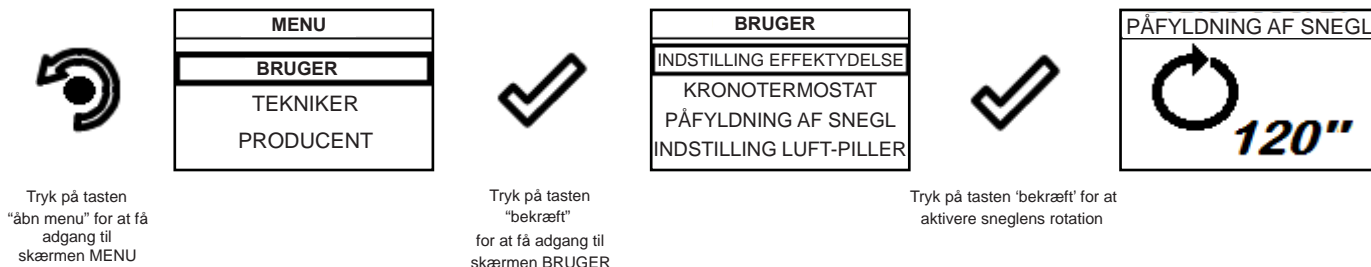 MENU
BRUGER
TEKNIKER
PRODUCENT
Tryk på tasten
“åbn menu” for at få
adgang til
skærmen MENU
Tryk på tasten
“bekræft”
for at få adgang til
skærmen BRUGER
BRUGER
INDSTILLING EFFEKTYDELSE
KRONOTERMOSTAT
PÅFYLDNING AF SNEGL
INDSTILLING LUFT-PILLER
Tryk på tasten ‘bekræft’ for at
aktivere sneglens rotation
PÅFYLDNING AF SNEGL
120"